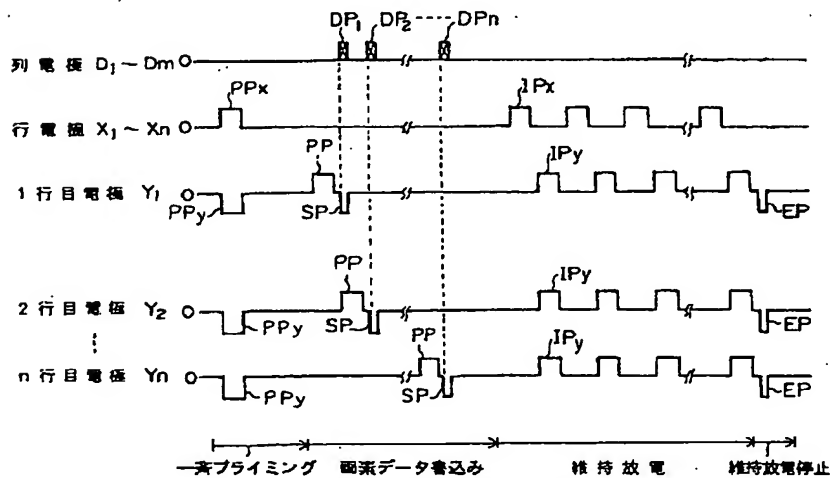 DP₁ DP₂ ---- DPn
列電極 D₁～Dm
PPx IPx
行電極 X₁～Xn
PP IPy
1行目電極 Y₁
PPy SP EP
PP IPy
2行目電極 Y₂
PPy SP EP
PP IPy
n行目電極 Yn
PPy SP EP
一斉プライミング 画素データ書込み 維持放電 維持放電停止